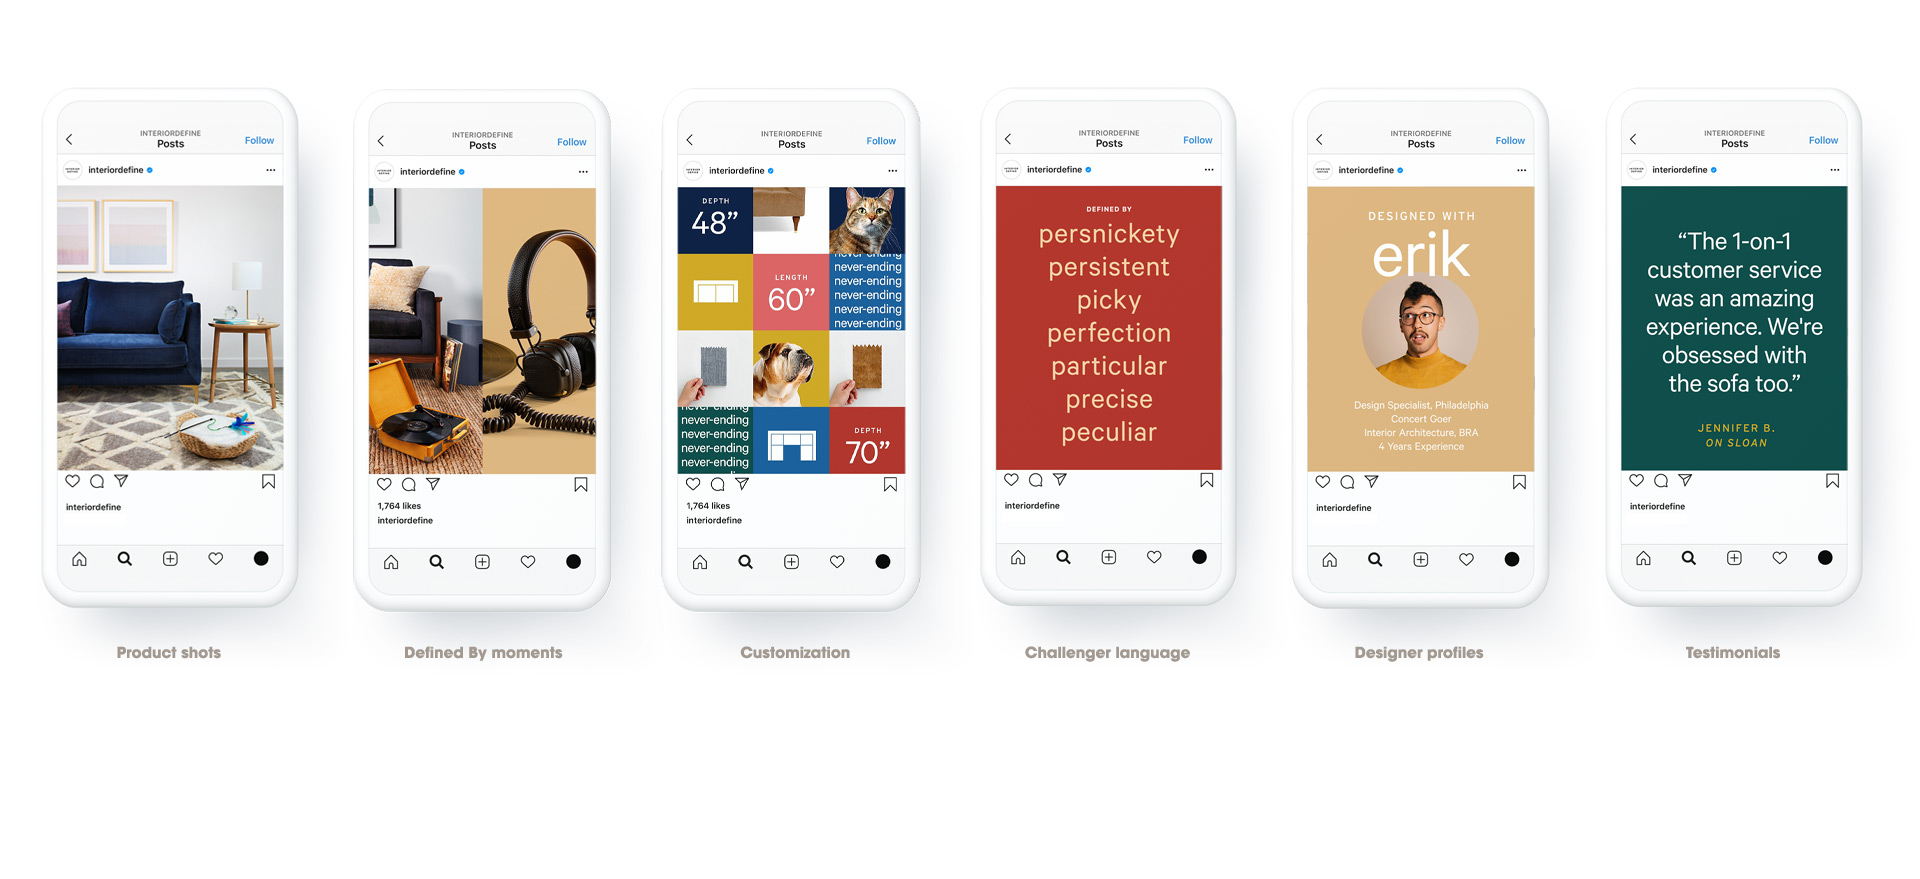 INTERIORDEFINE
Posts
Follow
interiordefine
interiordefine
Product shots
INTERIORDEFINE
Posts
Follow
interiordefine
1,764 likes
interiordefine
Defined By moments
INTERIORDEFINE
Posts
Follow
interiordefine
DEPTH
48”
never-ending
never-ending
never-ending
never-ending
never-ending
never-ending
LENGTH
60”
never-ending
never-ending
never-ending
never-ending
never-ending
DEPTH
70”
1,764 likes
interiordefine
Customization
INTERIORDEFINE
Posts
Follow
interiordefine
DEFINED BY
persnickety
persistent
picky
perfection
particular
precise
peculiar
interiordefine
Challenger language
INTERIORDEFINE
Posts
Follow
interiordefine
DESIGNED WITH
erik
Design Specialist, Philadelphia
Concert Goer
Interior Architecture, BRA
4 Years Experience
interiordefine
Designer profiles
INTERIORDEFINE
Posts
Follow
interiordefine
“The 1-on-1
customer service
was an amazing
experience. We're
obsessed with
the sofa too.”
JENNIFER B.
ON SLOAN
interiordefine
Testimonials